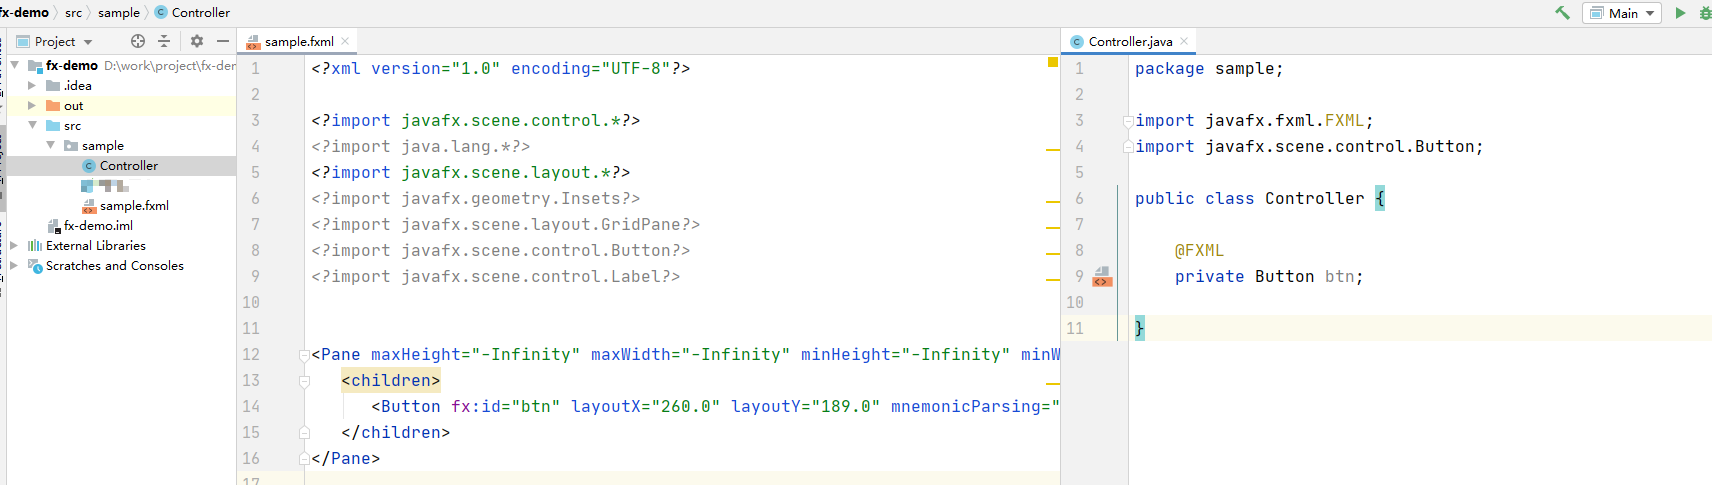 fx-demo src sample Controller Main
Project
fx-demo D:\work\project\fx-der
.idea
out
src
sample
Controller
sample.fxml
fx-demo.iml
External Libraries
Scratches and Consoles
sample.fxml
1 <?xml version="1.0" encoding="UTF-8"?>
2
3 <?import javafx.scene.control.*?>
4 <?import java.lang.*?>
5 <?import javafx.scene.layout.*?>
6 <?import javafx.geometry.Insets?>
7 <?import javafx.scene.layout.GridPane?>
8 <?import javafx.scene.control.Button?>
9 <?import javafx.scene.control.Label?>
10
11
12 <Pane maxHeight="-Infinity" maxWidth="-Infinity" minHeight="-Infinity" minW
13 <children>
14 <Button fx:id="btn" layoutX="260.0" layoutY="189.0" mnemonicParsing="
15 </children>
16 </Pane>
17
Controller.java
1 package sample;
2
3 import javafx.fxml.FXML;
4 import javafx.scene.control.Button;
5
6 public class Controller {
7
8 @FXML
9 private Button btn;
10
11 }